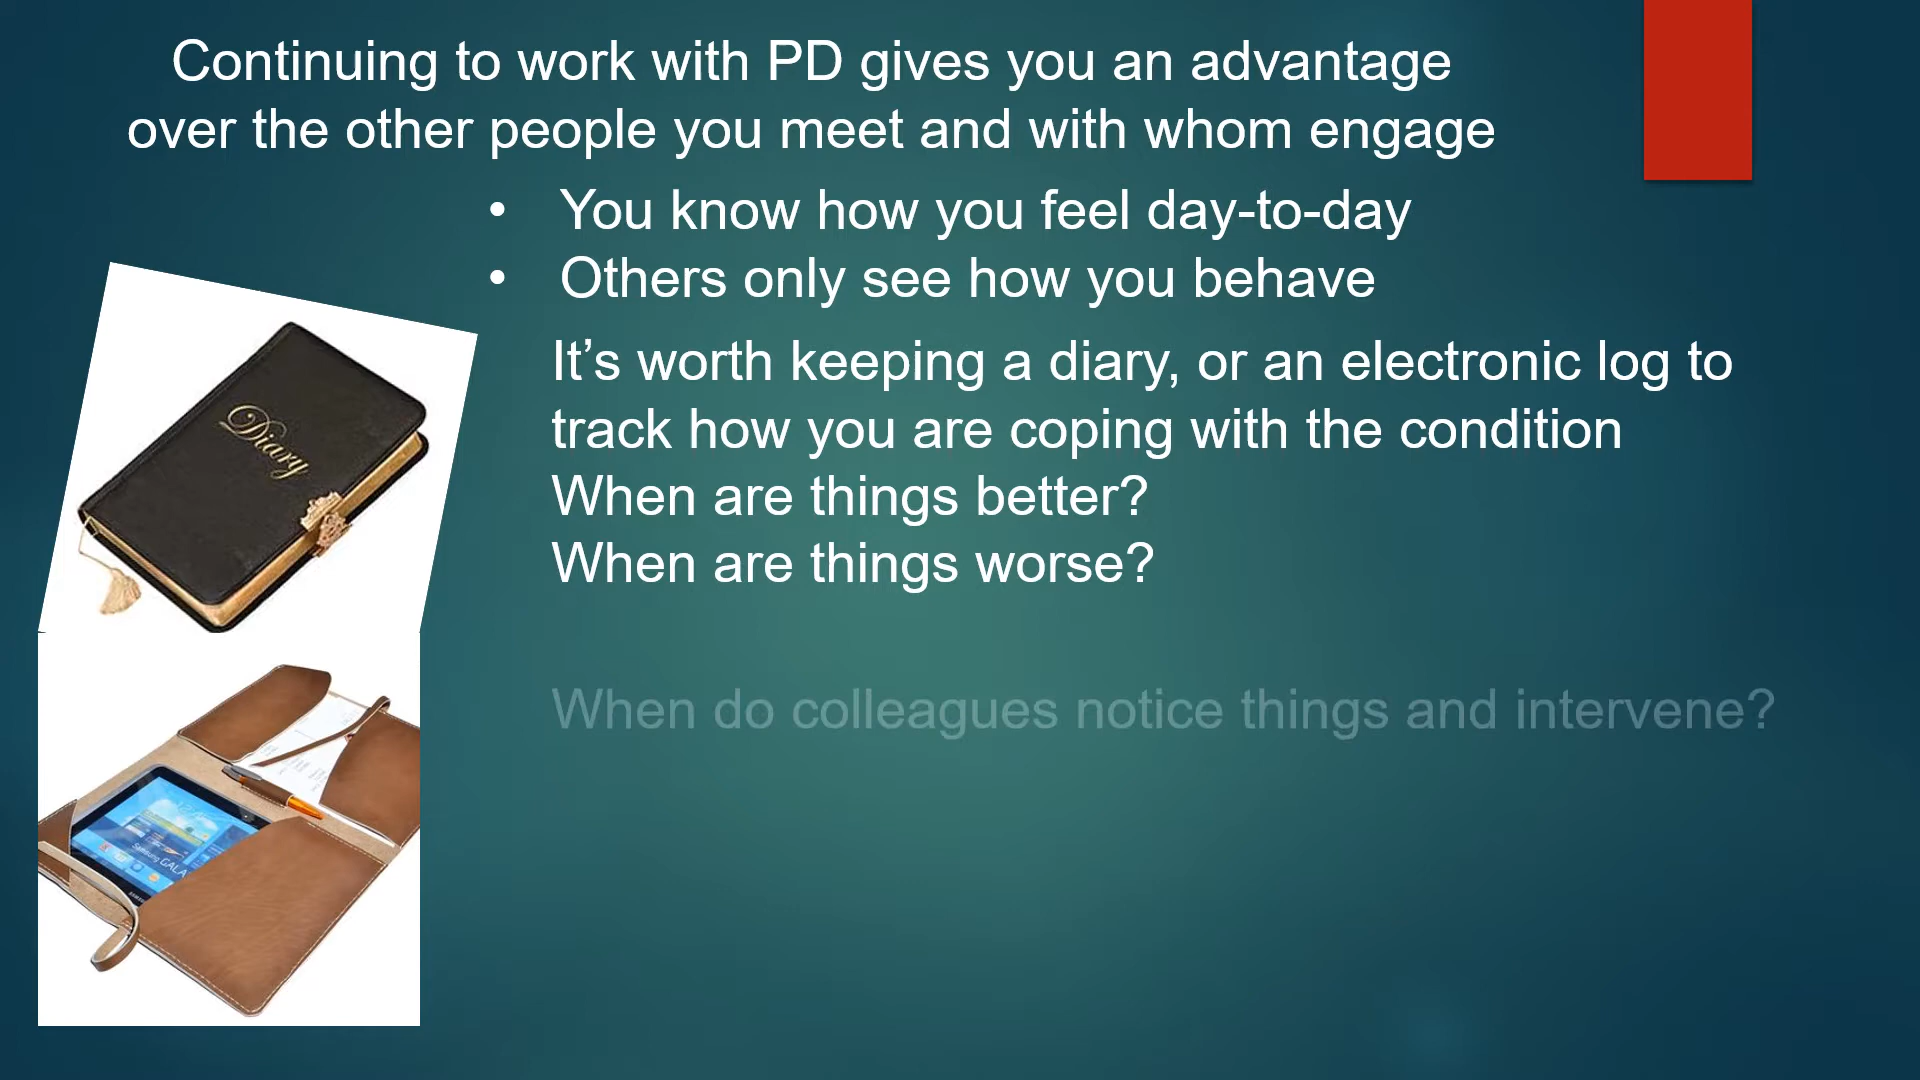 Continuing to work with PD gives you an advantage
over the other people you meet and with whom engage
• You know how you feel day-to-day
• Others only see how you behave
It’s worth keeping a diary, or an electronic log to
track how you are coping with the condition
When are things better?
When are things worse?
When do colleagues notice things and intervene?
Diary